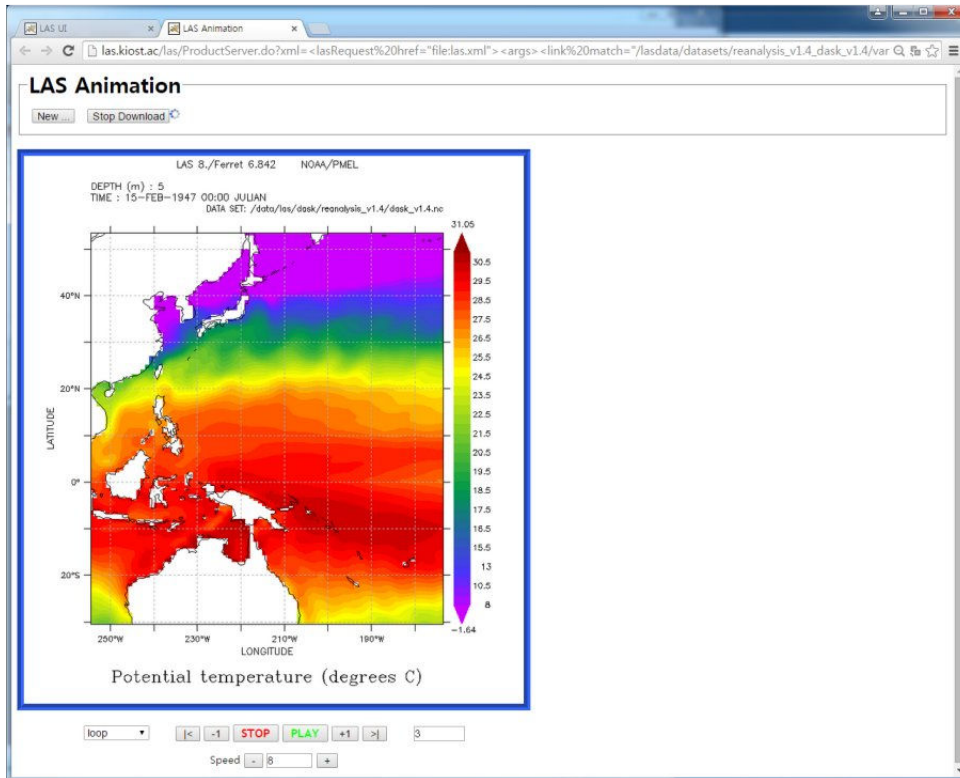 LAS UI
LAS Animation
las.kiost.ac/las/ProductServer.do?xml=<lasRequest%20href="file:las.xml"><args><link%20match="/lasdata/datasets/reanalysis_v1.4_dask_v1.4/var
LAS Animation
New ...
Stop Download
LAS 8./Ferret 6.842 NOAA/PMEL
DEPTH (m) : 5
TIME : 15-FEB-1947 00:00 JULIAN
DATA SET: /data/las/dask/reanalysis_v1.4/dask_v1.4.nc
31.05
30.5
29.5
28.5
27.5
26.5
25.5
24.5
23.5
22.5
21.5
20.5
19.5
18.5
17.5
16.5
15.5
13
10.5
8
-1.64
40°N
20°N
0°
20°S
LATITUDE
250°W 230°W 210°W 190°W
LONGITUDE
Potential temperature (degrees C)
loop |< -1 STOP PLAY +1 >| 3
Speed - 8 +